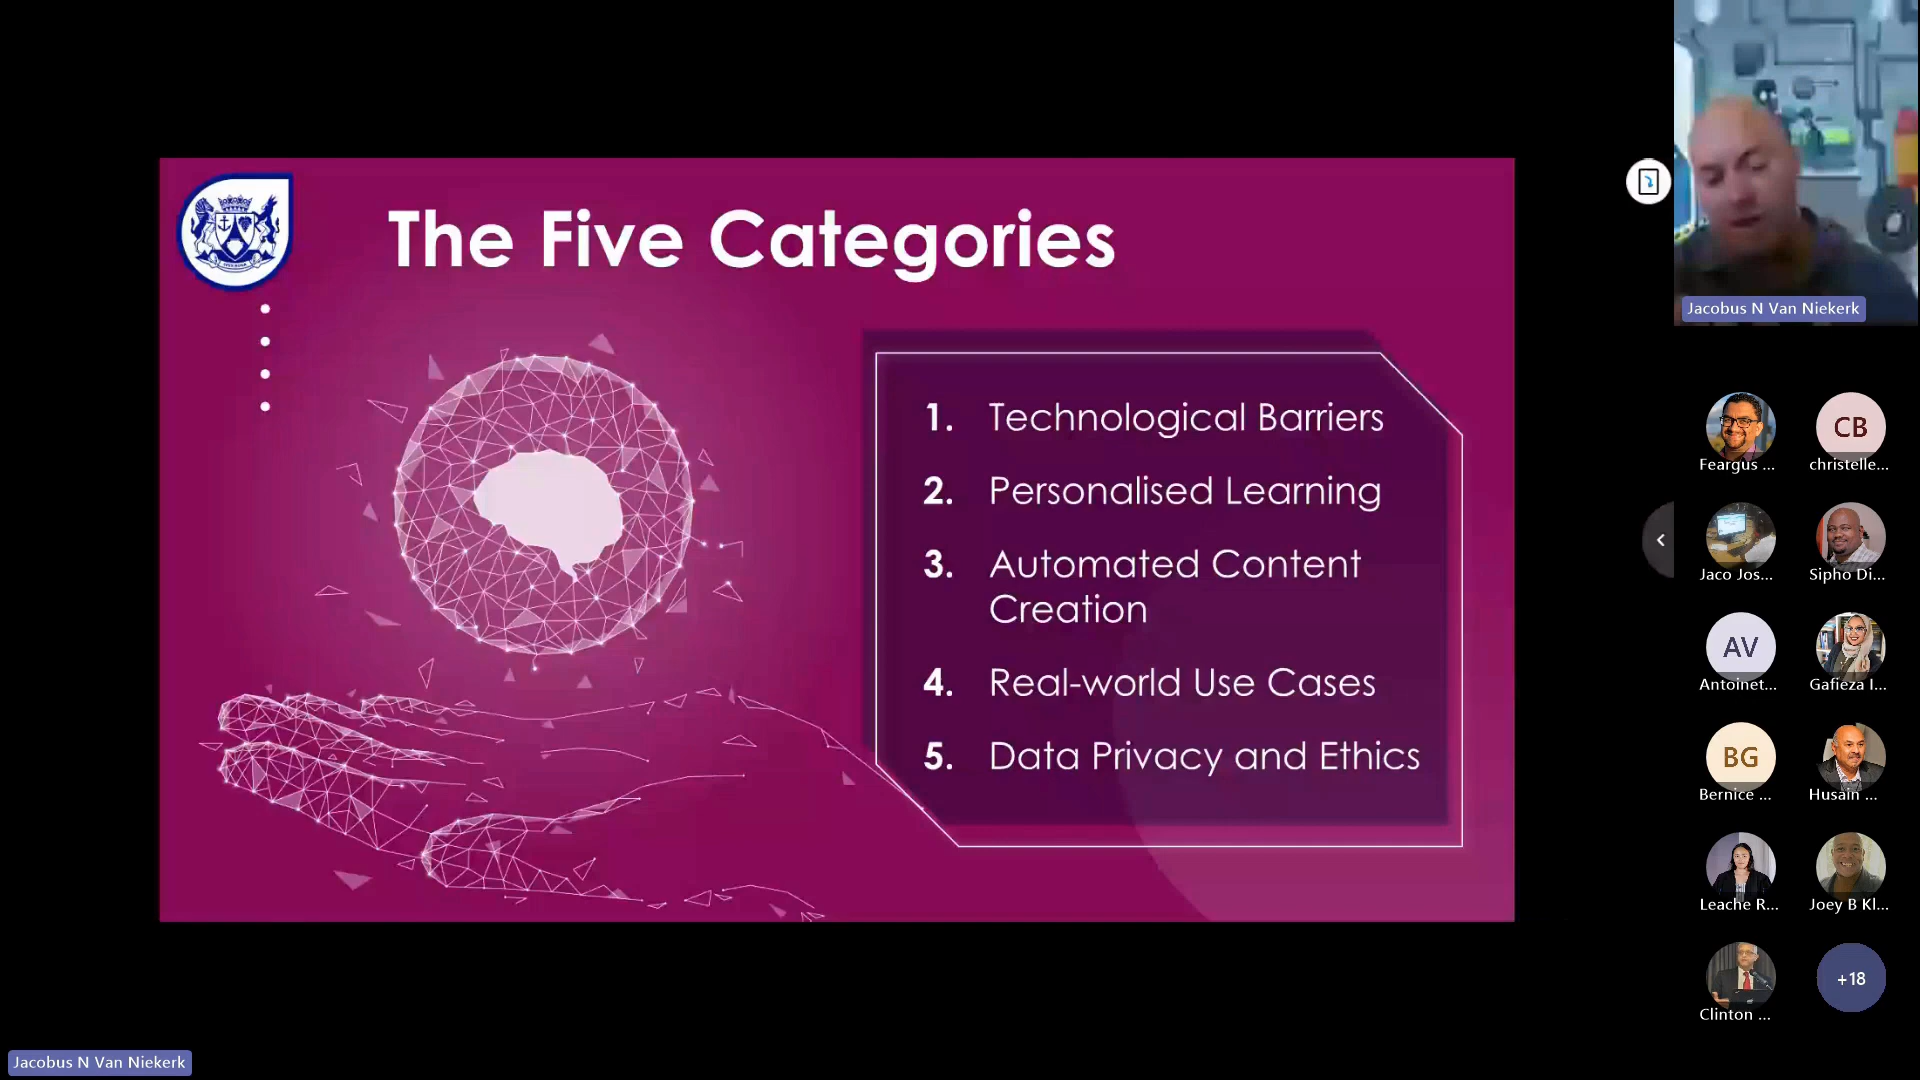 The Five Categories
1. Technological Barriers
2. Personalised Learning
3. Automated Content
Creation
4. Real-world Use Cases
5. Data Privacy and Ethics
Jacobus N Van Niekerk
Feargus ...
CB
christelle...
Jaco Jos...
Sipho Di...
AV
Antoinet...
Gafieza I...
BG
Bernice ...
Husain ...
Leache R...
Joey B Kl...
Clinton ...
+18
Jacobus N Van Niekerk